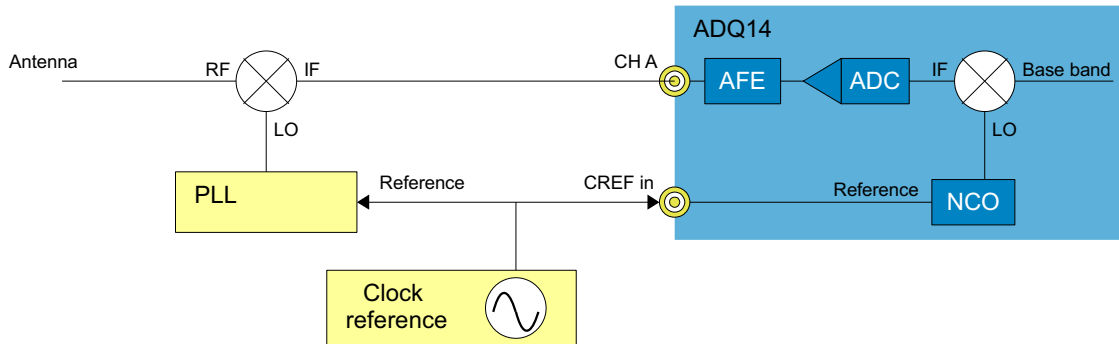 ADQ14
Antenna
RF
IF
CH A
AFE
ADC
IF
Base band
LO
LO
PLL
Reference
CREF in
Reference
NCO
Clock
reference